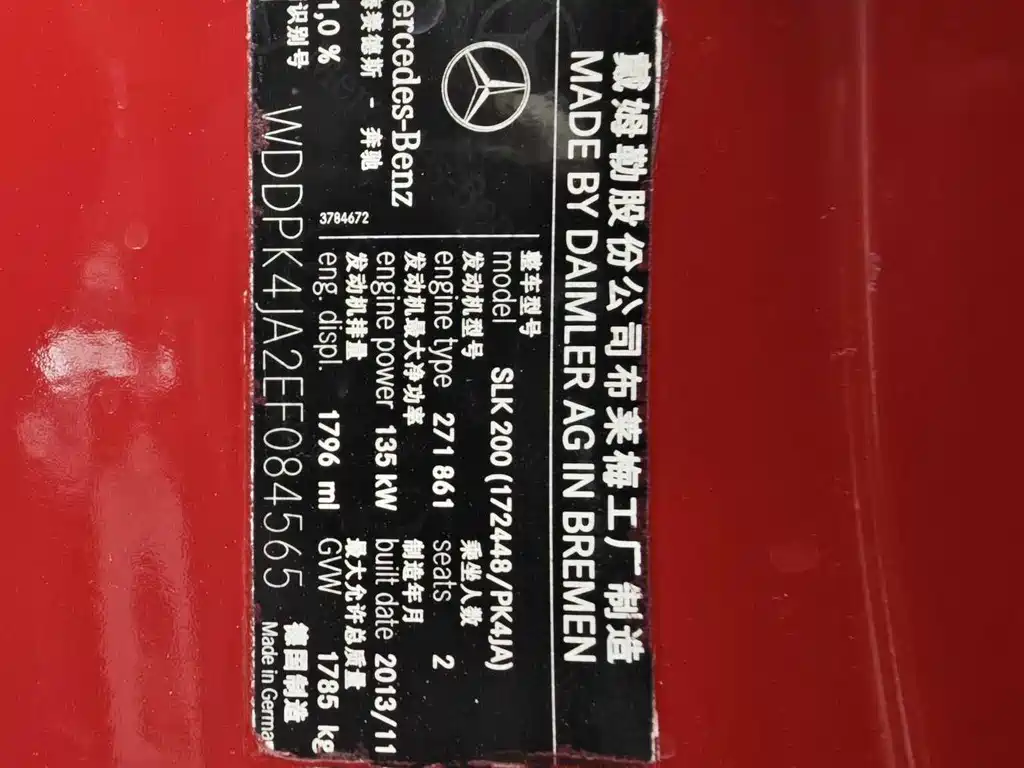 戴姆勒股份公司布莱梅工厂制造
MADE BY DAIMLER AG IN BREMEN
整车型号
model SLK 200 (172448/PK4JA)
发动机型号 乘坐人数
engine type 271 861 seats 2
发动机最大净功率 制造年月
engine power 135 kW built date 2013/11
发动机排量 最大允许总质量
eng. displ. 1796 ml GVW 1785 kg
ercedes-Benz
赛德斯 - 奔驰
3784672
1,0 %
识别号 WDDPK4JA2EF084565 德国制造
Made in Germa